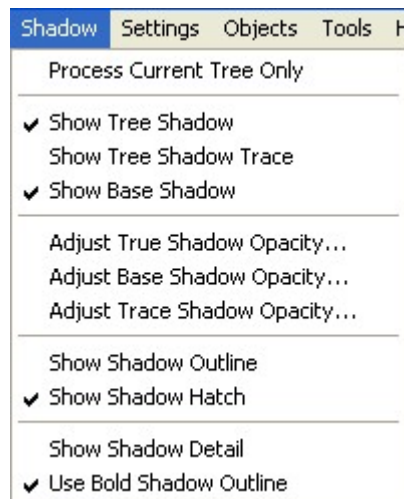 Shadow Settings Objects Tools H
Process Current Tree Only
Show Tree Shadow
Show Tree Shadow Trace
Show Base Shadow
Adjust True Shadow Opacity...
Adjust Base Shadow Opacity...
Adjust Trace Shadow Opacity...
Show Shadow Outline
Show Shadow Hatch
Show Shadow Detail
Use Bold Shadow Outline